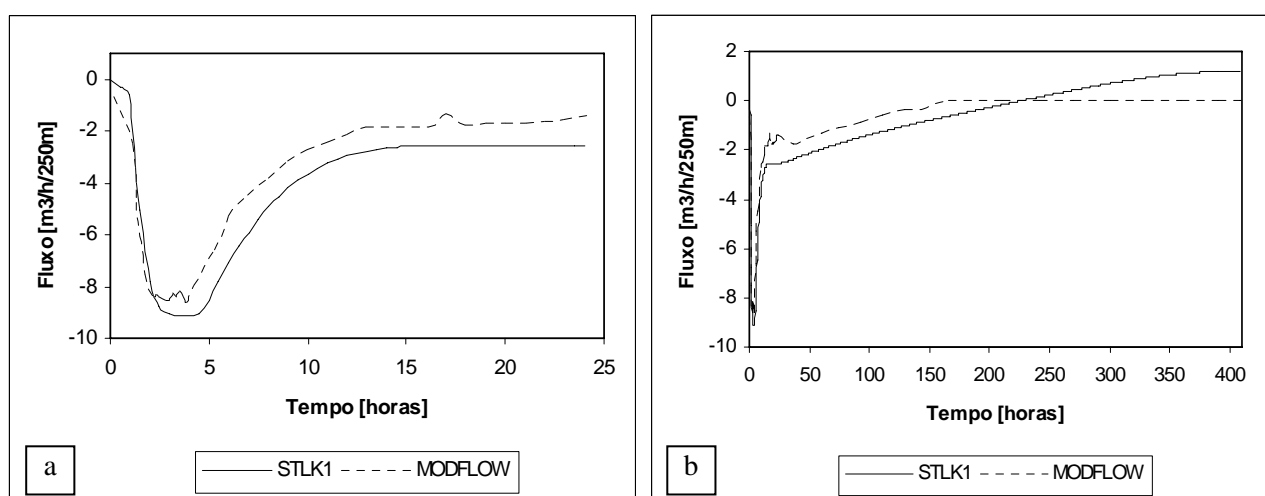 0
-2
-4
-6
-8
-10
Fluxo [m3/h/250m]
0 5 10 15 20 25
Tempo [horas]
a
STLK1 MODFLOW
2
0
-2
-4
-6
-8
-10
Fluxo [m3/h/250m]
0 50 100 150 200 250 300 350 400
Tempo [horas]
b
STLK1 MODFLOW